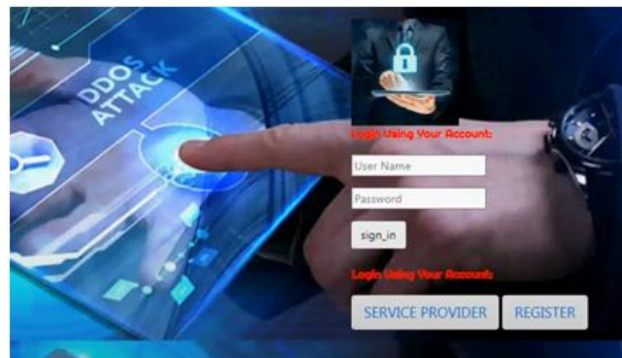 DDOS
ATTACK
Login Using Your Account:
User Name
Password
sign_in
Login Using Your Account:
SERVICE PROVIDER
REGISTER